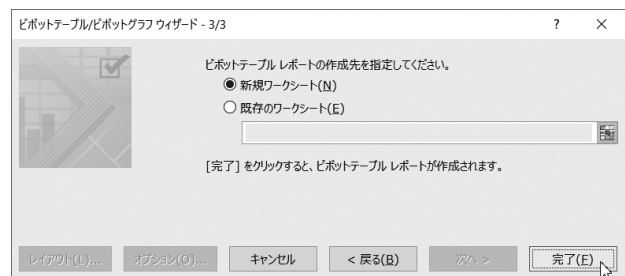 ピボットテーブル/ピボットグラフ ウィザード - 3/3 ? ×
ピボットテーブル レポートの作成先を指定してください。
新規ワークシート(N)
既存のワークシート(E)
[完了] をクリックすると、ピボットテーブル レポートが作成されます。
レイアウト(L)... オプション(O)... キャンセル < 戻る(B) 次へ > 完了(F)